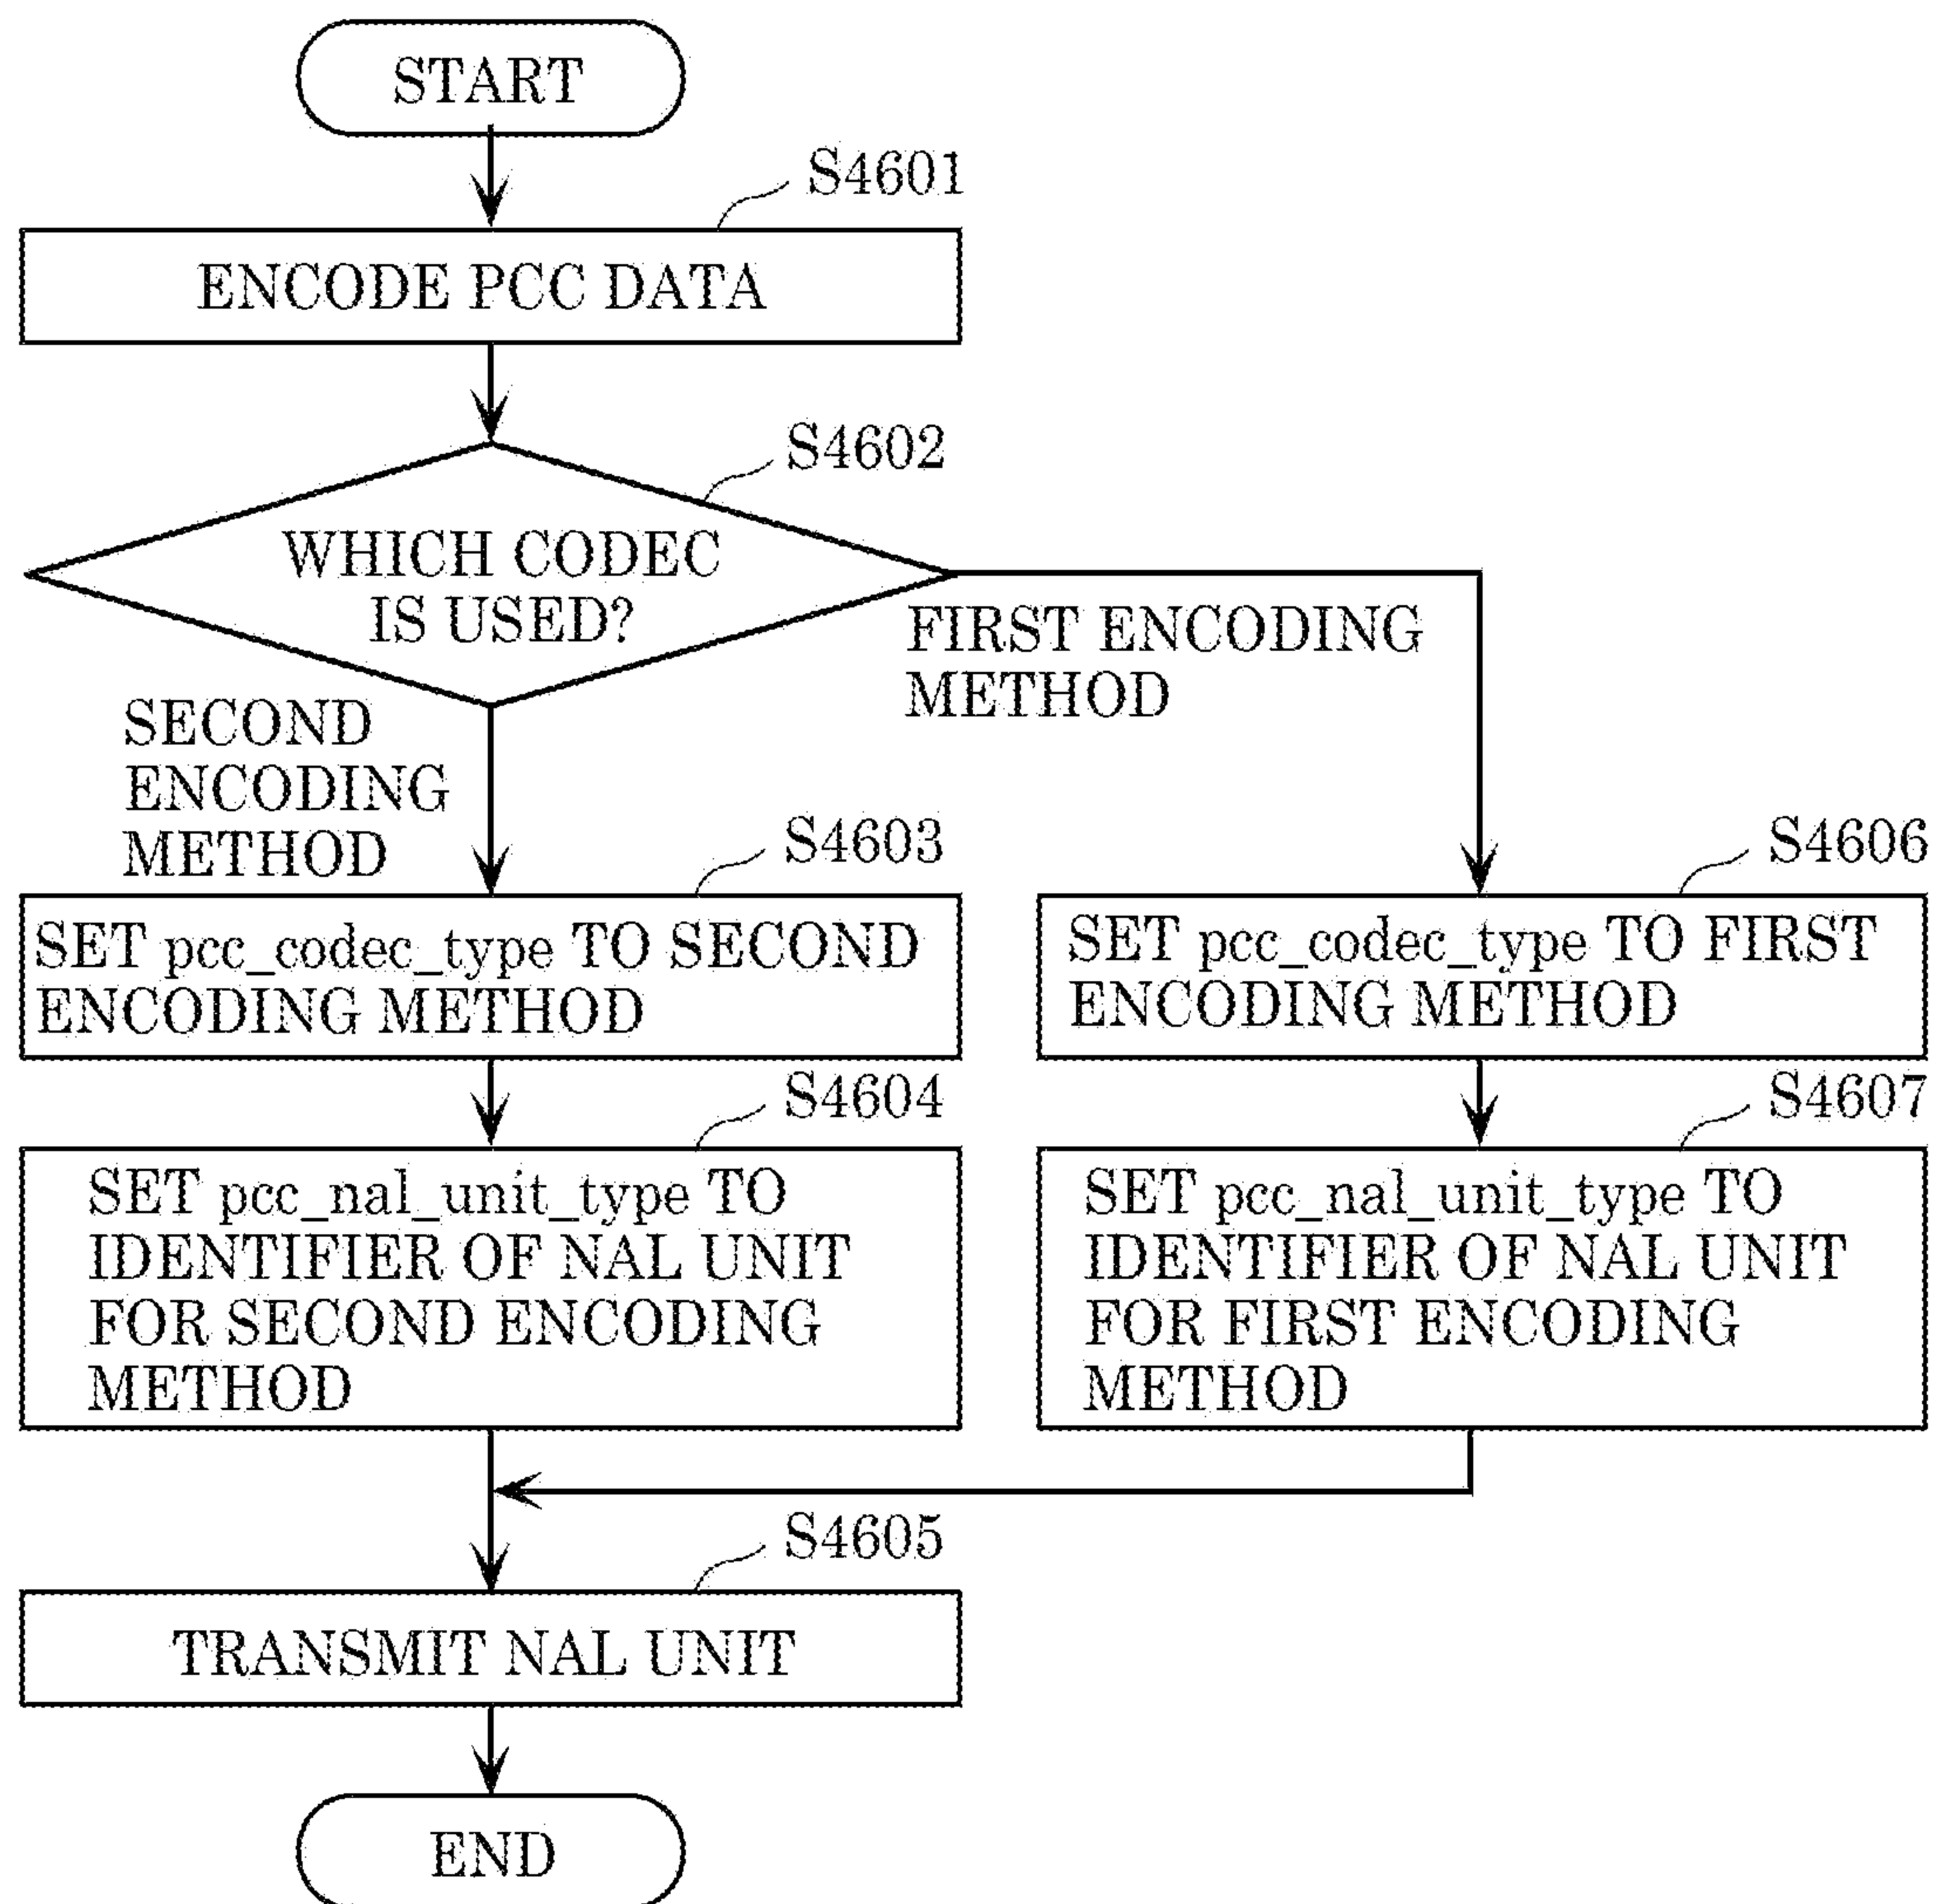 START
S4601
ENCODE PCC DATA
S4602
WHICH CODEC
IS USED?
FIRST ENCODING
METHOD
SECOND
ENCODING
METHOD
S4603
SET pcc_codec_type TO SECOND
ENCODING METHOD
S4606
SET pcc_codec_type TO FIRST
ENCODING METHOD
S4604
SET pcc_nal_unit_type TO
IDENTIFIER OF NAL UNIT
FOR SECOND ENCODING
METHOD
S4607
SET pcc_nal_unit_type TO
IDENTIFIER OF NAL UNIT
FOR FIRST ENCODING
METHOD
S4605
TRANSMIT NAL UNIT
END